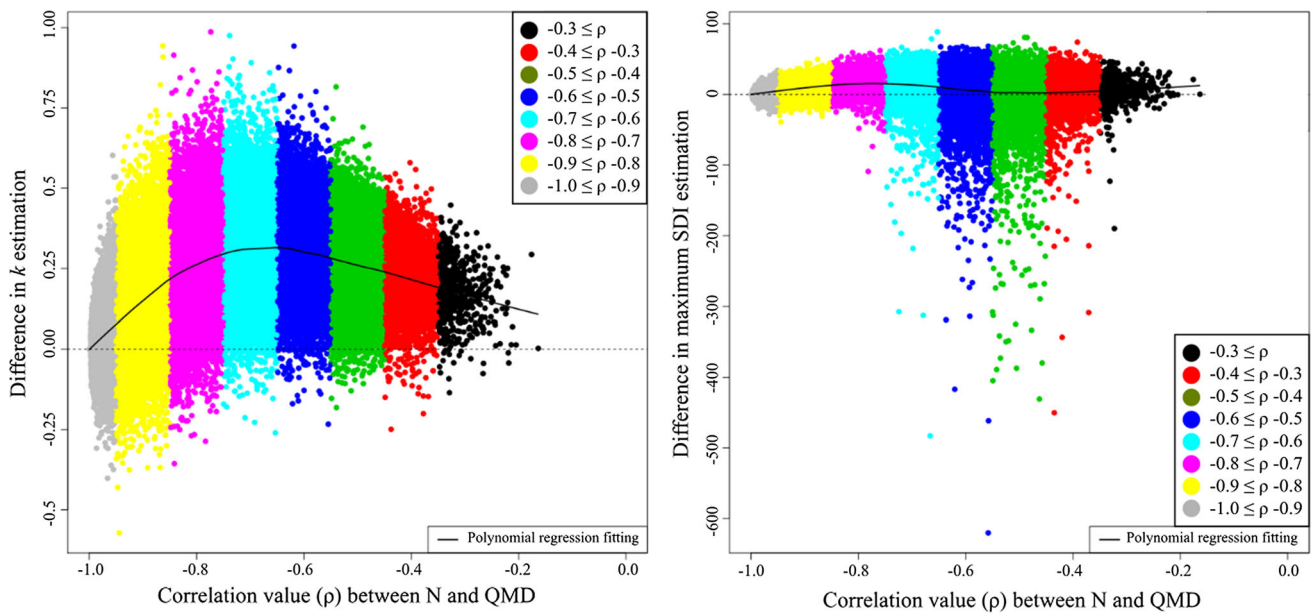 Difference in k estimation
1.00
0.75
0.5
0.25
0.00
-0.25
-0.5
-0.3 ≤ ρ
-0.4 ≤ ρ -0.3
-0.5 ≤ ρ -0.4
-0.6 ≤ ρ -0.5
-0.7 ≤ ρ -0.6
-0.8 ≤ ρ -0.7
-0.9 ≤ ρ -0.8
-1.0 ≤ ρ -0.9
Polynomial regression fitting
-1.0 -0.8 -0.6 -0.4 -0.2 0.0
Correlation value (ρ) between N and QMD
Difference in maximum SDI estimation
100
0
-100
-200
-300
-400
-500
-600
-0.3 ≤ ρ
-0.4 ≤ ρ -0.3
-0.5 ≤ ρ -0.4
-0.6 ≤ ρ -0.5
-0.7 ≤ ρ -0.6
-0.8 ≤ ρ -0.7
-0.9 ≤ ρ -0.8
-1.0 ≤ ρ -0.9
Polynomial regression fitting
-1.0 -0.8 -0.6 -0.4 -0.2 0.0
Correlation value (ρ) between N and QMD